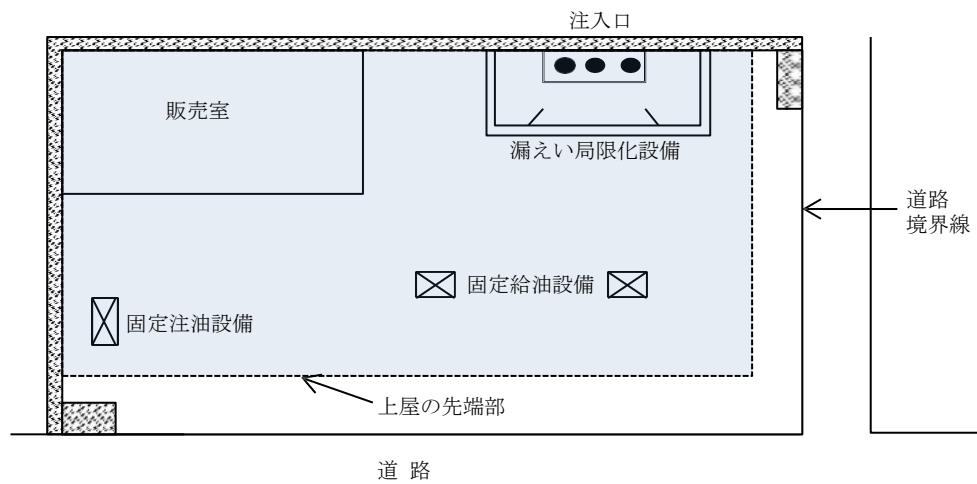 注入口
販売室
漏えい局限化設備
道路
境界線
固定給油設備
固定注油設備
上屋の先端部
道 路